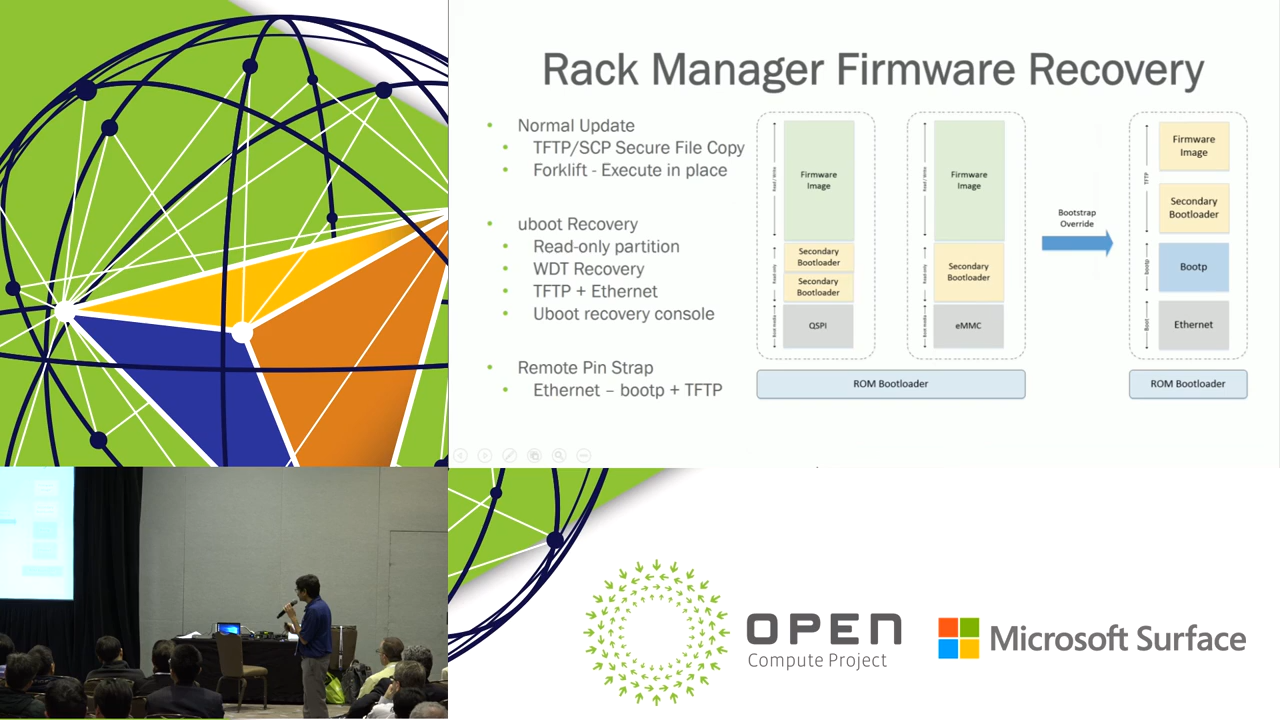 Rack Manager Firmware Recovery
• Normal Update
• TFTP/SCP Secure File Copy
• Forklift - Execute in place
• uboot Recovery
• Read-only partition
• WDT Recovery
• TFTP + Ethernet
• Uboot recovery console
• Remote Pin Strap
• Ethernet – bootp + TFTP
Firmware
Image
Secondary
Bootloader
Secondary
Bootloader
QSPI
Firmware
Image
Secondary
Bootloader
eMMC
ROM Bootloader
Bootstrap
Override
TFTP
bootp
Boot
Firmware
Image
Secondary
Bootloader
Bootp
Ethernet
ROM Bootloader
OPEN
Compute Project
Microsoft Surface